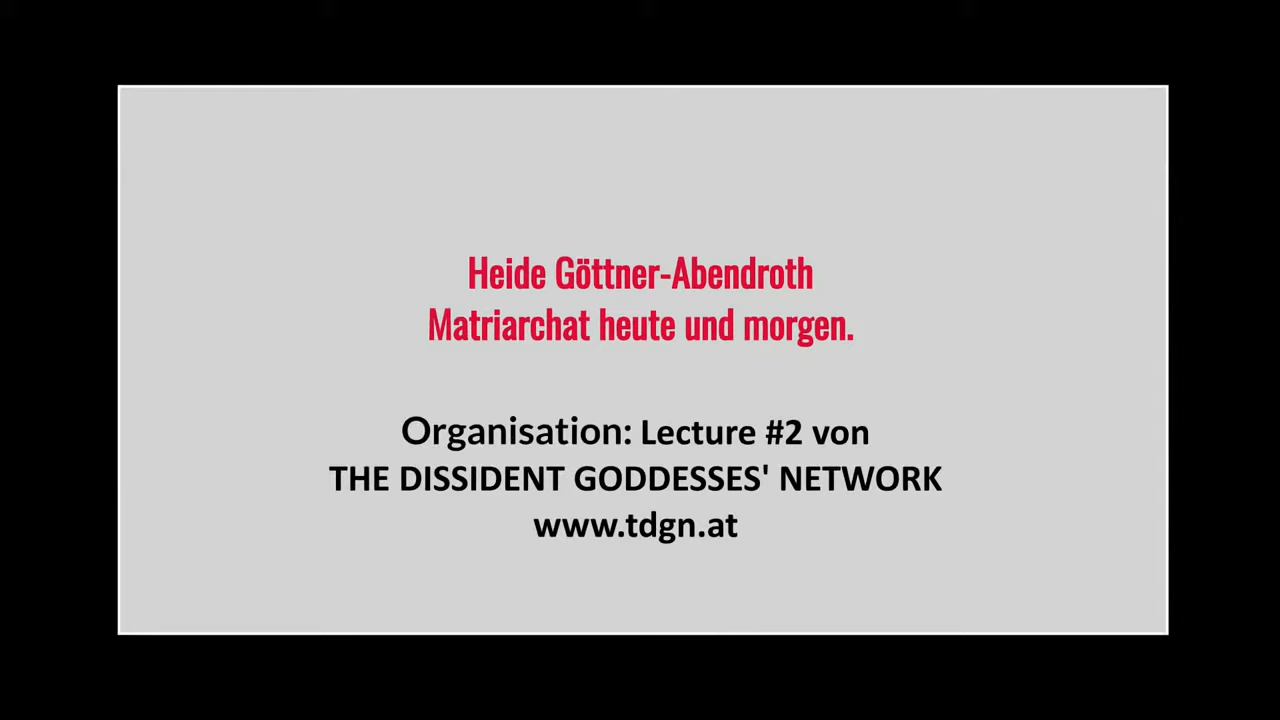 Heide Göttner-Abendroth
Matriarchat heute und morgen.
Organisation: Lecture #2 von
THE DISSIDENT GODDESSES' NETWORK
www.tdgn.at